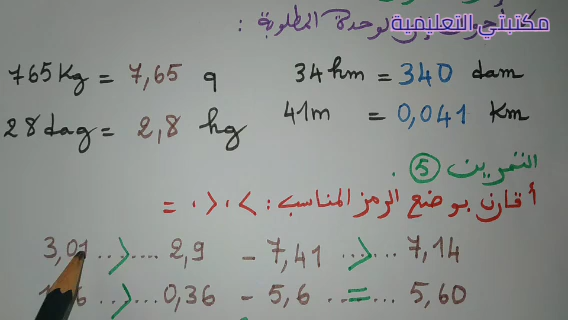 مكتبتي التعليمية
لوحدة المطلوبة :
765 Kg = 7,65 q
34 hm = 340 dam
28 dag = 2,8 hg
41 m = 0,041 Km
التمرين 5 .
أقارن بوضع الرمز المناسب : > ، < ، =
3,01 ... > .... 2,9 - 7,41 ... > ... 7,14
> ... 0,36 - 5,6 ... = ... 5,60